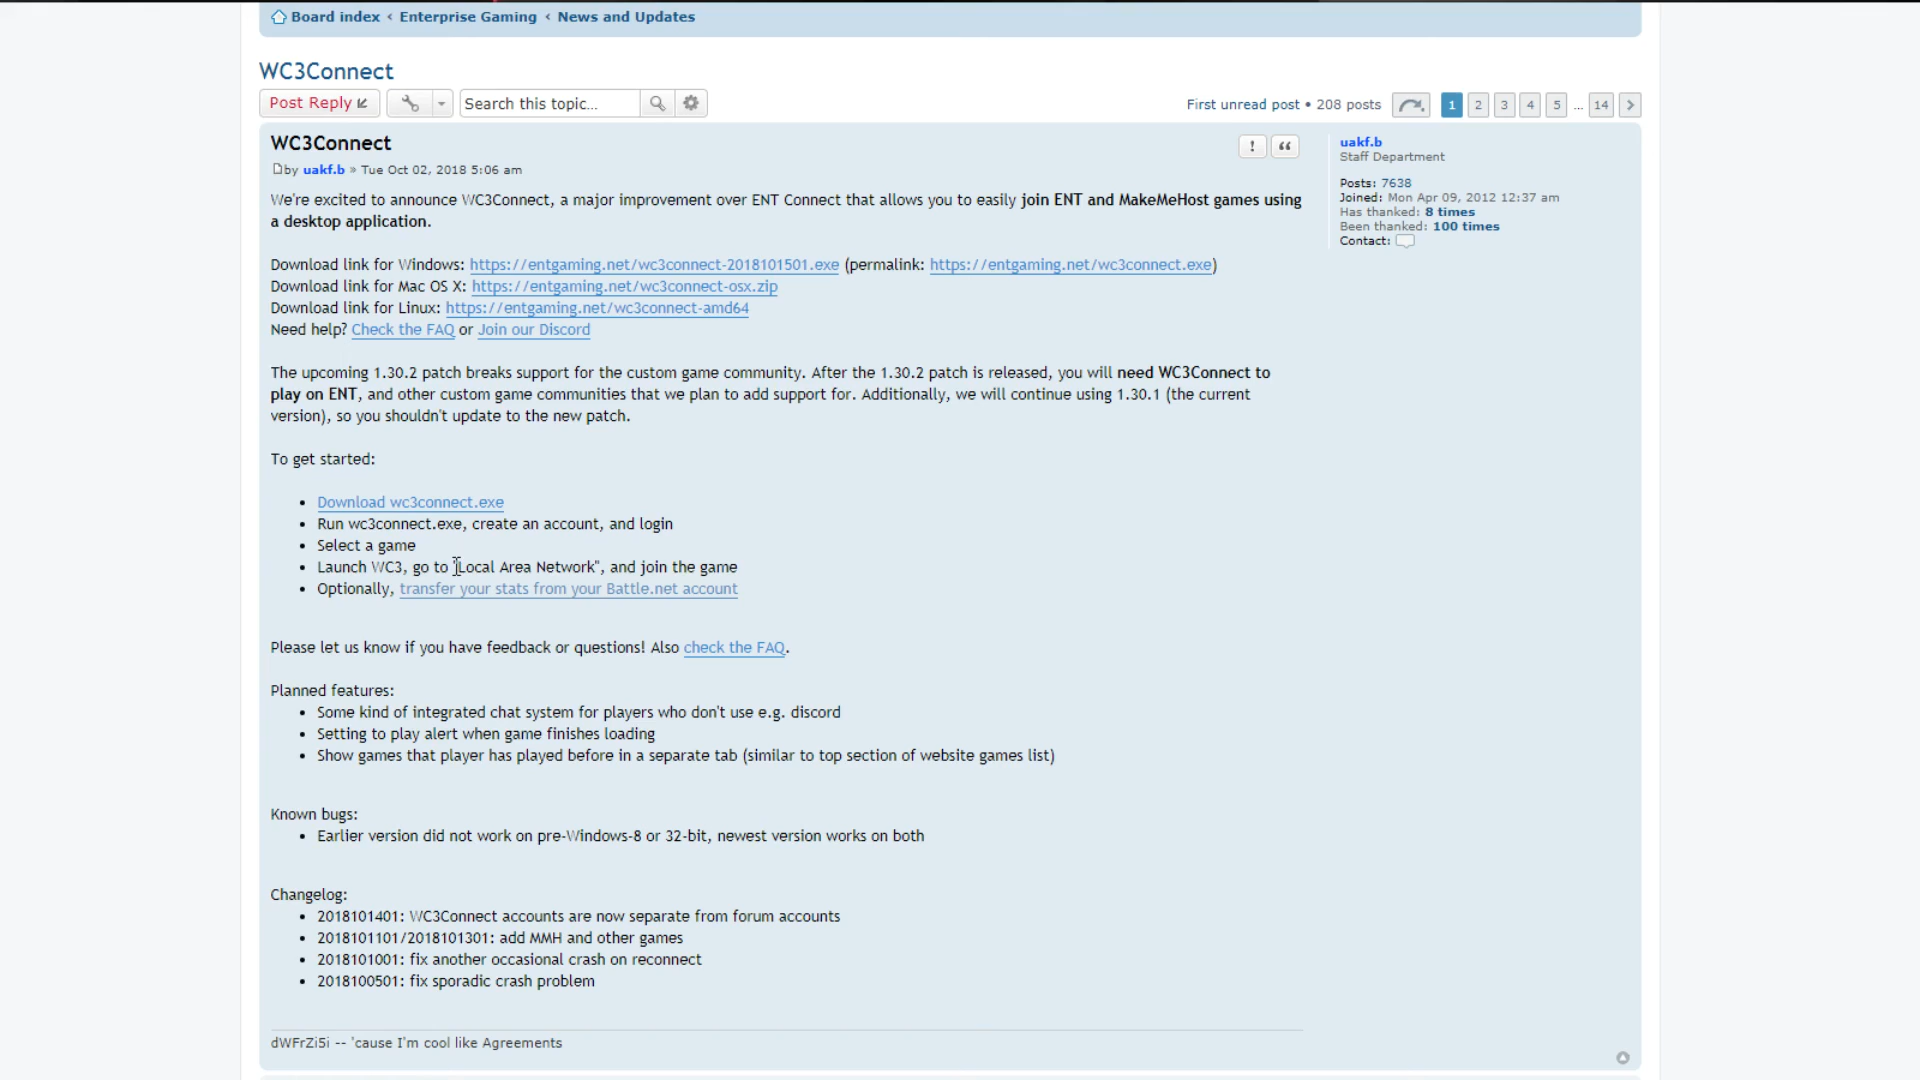 Board index ‹ Enterprise Gaming ‹ News and Updates
WC3Connect
Post Reply
Search this topic...
First unread post • 208 posts
1 2 3 4 5 ... 14
WC3Connect
by uakf.b » Tue Oct 02, 2018 5:06 am
We're excited to announce WC3Connect, a major improvement over ENT Connect that allows you to easily join ENT and MakeMeHost games using
a desktop application.
Download link for Windows: https://entgaming.net/wc3connect-2018101501.exe (permalink: https://entgaming.net/wc3connect.exe)
Download link for Mac OS X: https://entgaming.net/wc3connect-osx.zip
Download link for Linux: https://entgaming.net/wc3connect-amd64
Need help? Check the FAQ or Join our Discord
The upcoming 1.30.2 patch breaks support for the custom game community. After the 1.30.2 patch is released, you will need WC3Connect to
play on ENT, and other custom game communities that we plan to add support for. Additionally, we will continue using 1.30.1 (the current
version), so you shouldn't update to the new patch.
To get started:
• Download wc3connect.exe
• Run wc3connect.exe, create an account, and login
• Select a game
• Launch WC3, go to "Local Area Network", and join the game
• Optionally, transfer your stats from your Battle.net account
Please let us know if you have feedback or questions! Also check the FAQ.
Planned features:
• Some kind of integrated chat system for players who don't use e.g. discord
• Setting to play alert when game finishes loading
• Show games that player has played before in a separate tab (similar to top section of website games list)
Known bugs:
• Earlier version did not work on pre-Windows-8 or 32-bit, newest version works on both
Changelog:
• 2018101401: WC3Connect accounts are now separate from forum accounts
• 2018101101/2018101301: add MMH and other games
• 2018101001: fix another occasional crash on reconnect
• 2018100501: fix sporadic crash problem
dWFrZi5i -- 'cause I'm cool like Agreements
uakf.b
Staff Department
Posts: 7638
Joined: Mon Apr 09, 2012 12:37 am
Has thanked: 8 times
Been thanked: 100 times
Contact: